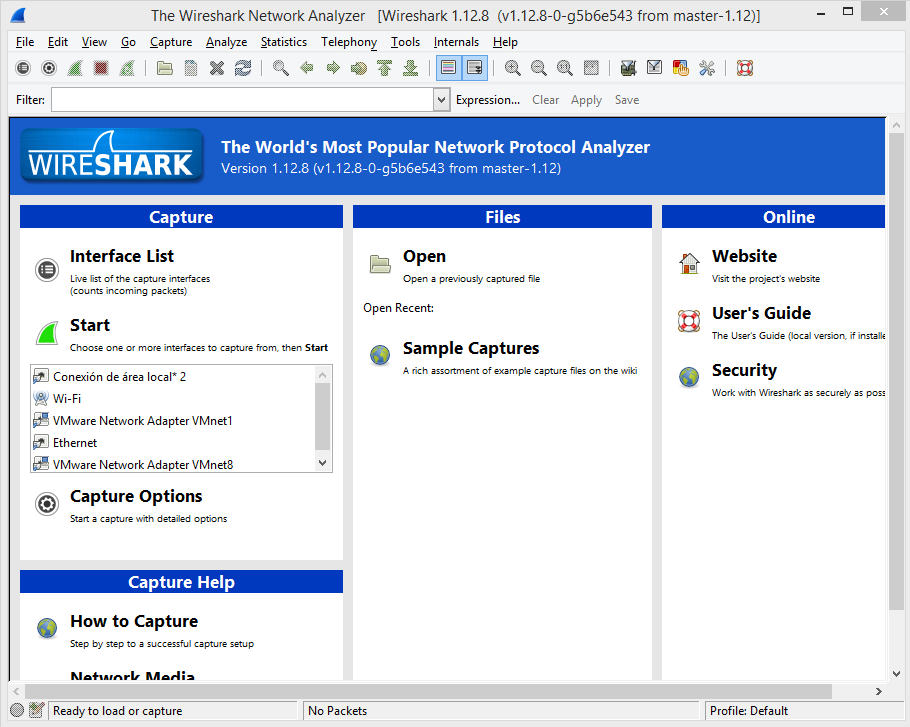 The Wireshark Network Analyzer [Wireshark 1.12.8 (v1.12.8-0-g5b6e543 from master-1.12)]
File Edit View Go Capture Analyze Statistics Telephony Tools Internals Help
Filter: Expression... Clear Apply Save
WIRESHARK
The World's Most Popular Network Protocol Analyzer
Version 1.12.8 (v1.12.8-0-g5b6e543 from master-1.12)
Capture
Interface List
Live list of the capture interfaces
(counts incoming packets)
Start
Choose one or more interfaces to capture from, then Start
Conexión de área local* 2
Wi-Fi
VMware Network Adapter VMnet1
Ethernet
VMware Network Adapter VMnet8
Capture Options
Start a capture with detailed options
Capture Help
How to Capture
Step by step to a successful capture setup
Network Media
Files
Open
Open a previously captured file
Open Recent:
Sample Captures
A rich assortment of example capture files on the wiki
Online
Website
Visit the project's website
User's Guide
The User's Guide (local version, if installe
Security
Work with Wireshark as securely as poss
Ready to load or capture
No Packets
Profile: Default